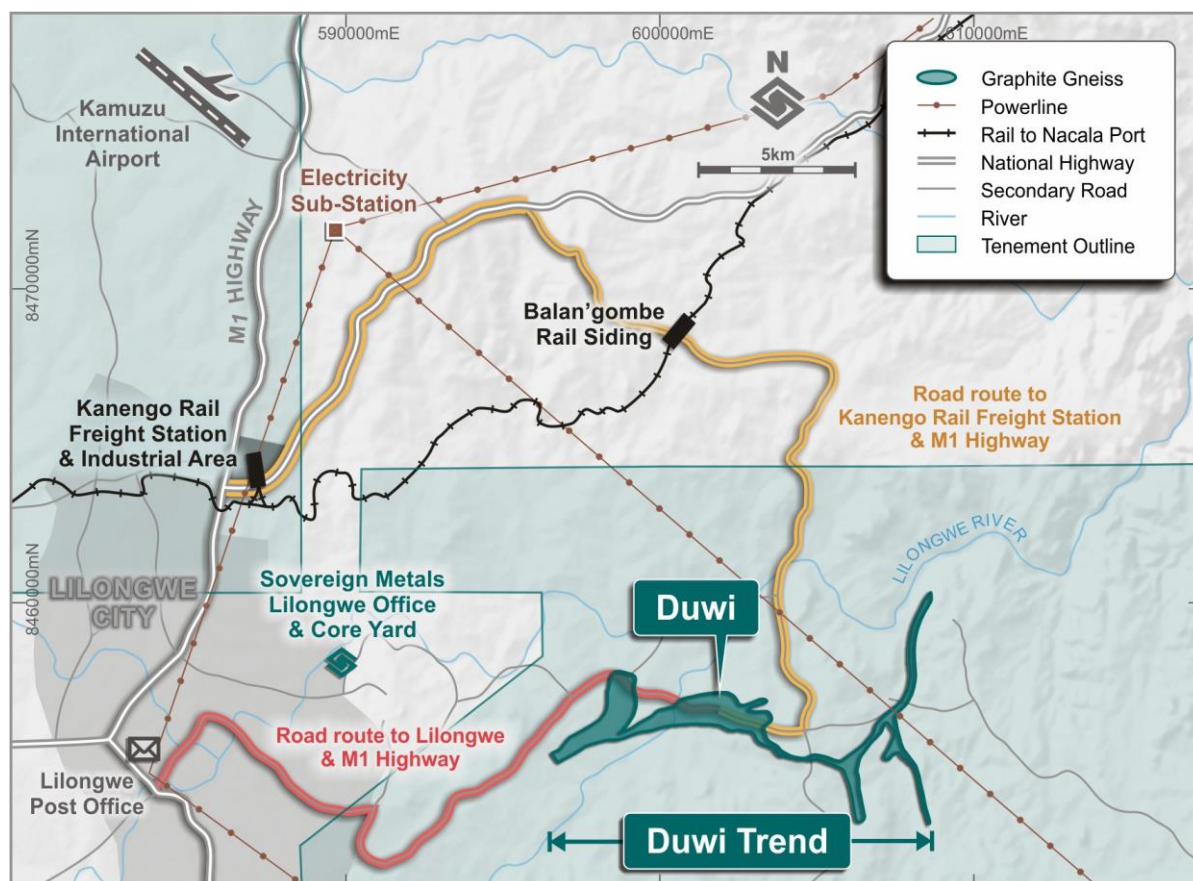 590000mE
600000mE
610000mE
N
5km
Graphite Gneiss
Powerline
Rail to Nacala Port
National Highway
Secondary Road
River
Tenement Outline
Kamuzu
International
Airport
M1 HIGHWAY
Electricity
Sub-Station
8470000mN
Balan'gombe
Rail Siding
Kanengo Rail
Freight Station
& Industrial Area
Road route to
Kanengo Rail Freight Station
& M1 Highway
LILONGWE RIVER
LILONGWE
CITY
8460000mN
Sovereign Metals
Lilongwe Office
& Core Yard
Duwi
Road route to Lilongwe
& M1 Highway
Lilongwe
Post Office
Duwi Trend